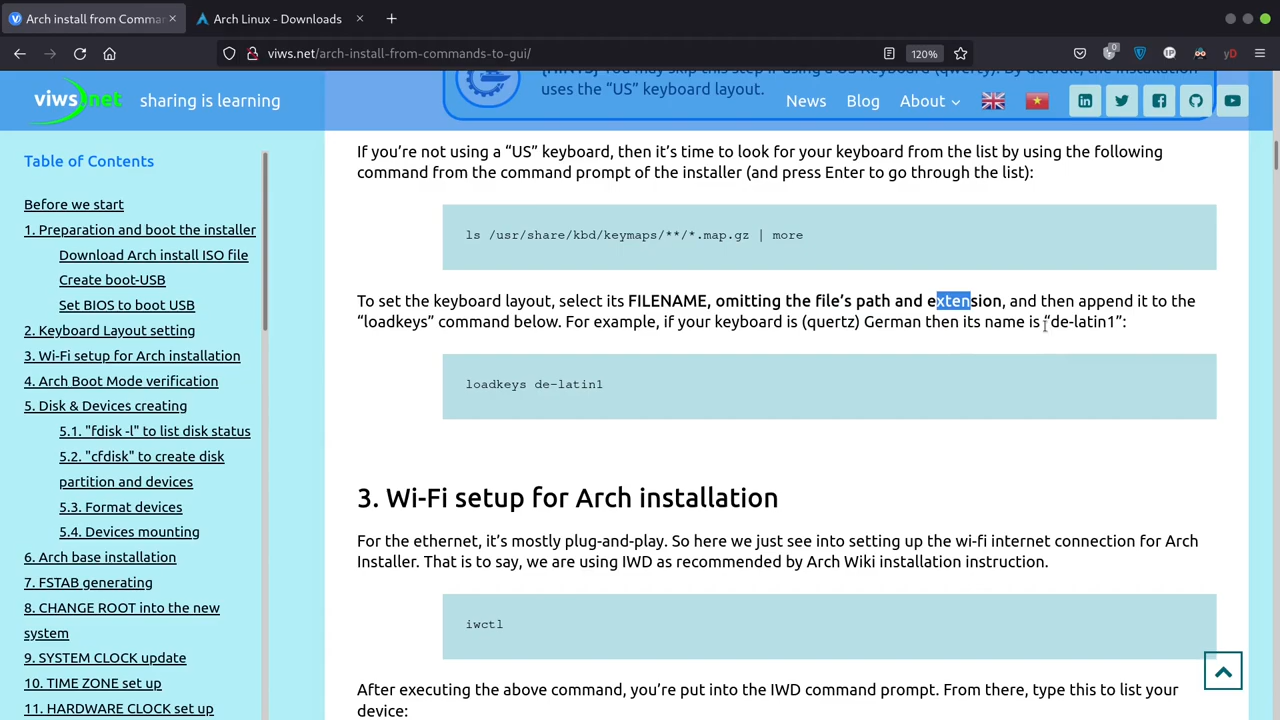 Arch install from Comma
Arch Linux - Downloads
viws.net/arch-install-from-commands-to-gui/
120%
0
IP
yD
viws.net
sharing is learning
News
Blog
About
[HINTS] You may skip this step if using a US Keyboard (qwerty). By default, the installation
uses the “US” keyboard layout.
Table of Contents
Before we start
1. Preparation and boot the installer
Download Arch install ISO file
Create boot-USB
Set BIOS to boot USB
2. Keyboard Layout setting
3. Wi-Fi setup for Arch installation
4. Arch Boot Mode verification
5. Disk & Devices creating
5.1. "fdisk -l" to list disk status
5.2. "cfdisk" to create disk
partition and devices
5.3. Format devices
5.4. Devices mounting
6. Arch base installation
7. FSTAB generating
8. CHANGE ROOT into the new
system
9. SYSTEM CLOCK update
10. TIME ZONE set up
11. HARDWARE CLOCK set up
If you’re not using a “US” keyboard, then it’s time to look for your keyboard from the list by using the following
command from the command prompt of the installer (and press Enter to go through the list):
ls /usr/share/kbd/keymaps/**/*.map.gz | more
To set the keyboard layout, select its FILENAME, omitting the file’s path and extension, and then append it to the
“loadkeys” command below. For example, if your keyboard is (quertz) German then its name is “de-latin1”:
loadkeys de-latin1
3. Wi-Fi setup for Arch installation
For the ethernet, it’s mostly plug-and-play. So here we just see into setting up the wi-fi internet connection for Arch
Installer. That is to say, we are using IWD as recommended by Arch Wiki installation instruction.
iwctl
After executing the above command, you’re put into the IWD command prompt. From there, type this to list your
device: